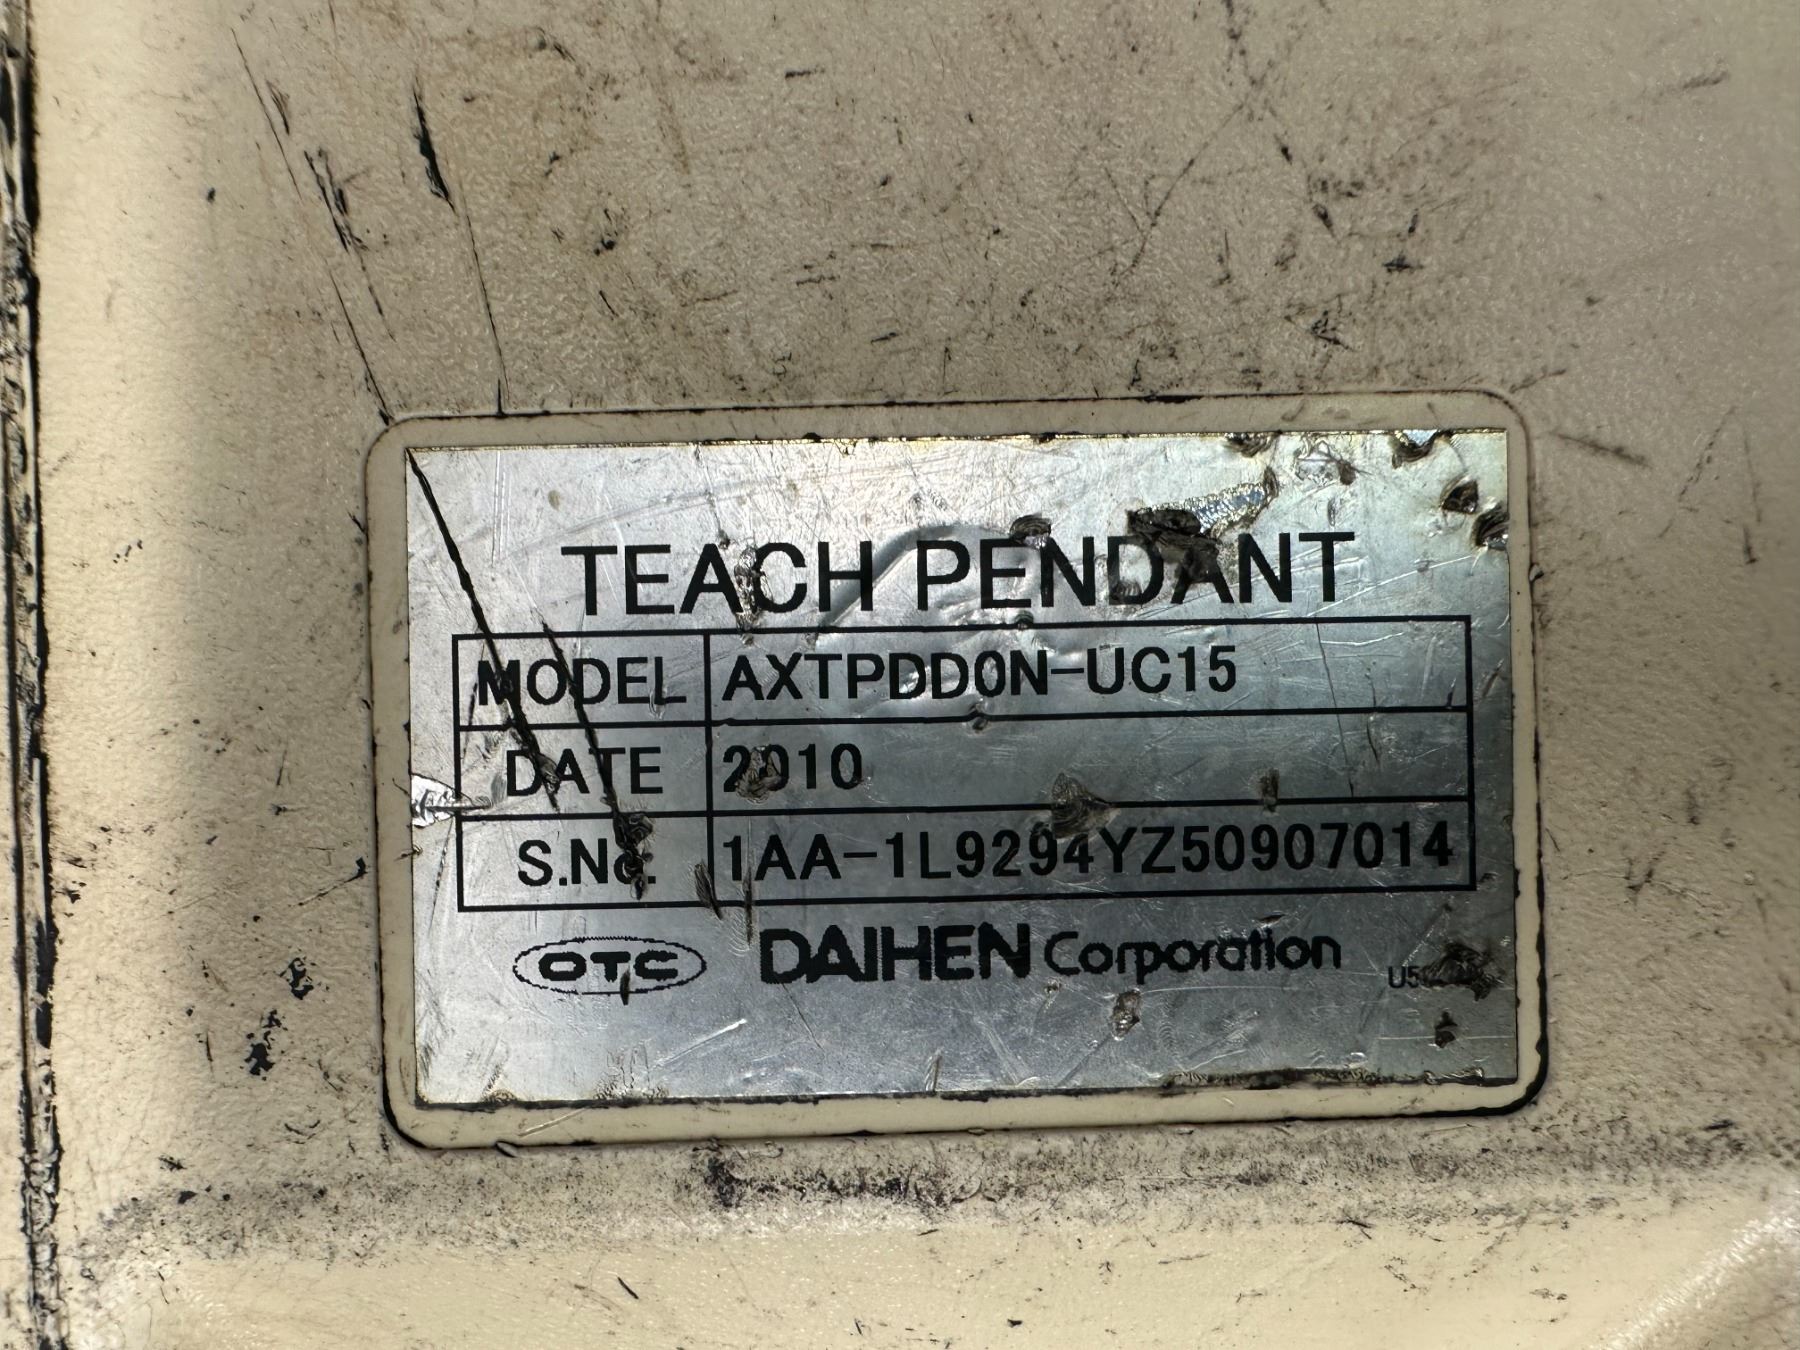 TEACH PENDANT
MODEL AXTPDD0N-UC15
DATE 2010
S.No. 1AA-1L9294YZ50907014
OTC DAIHEN Corporation